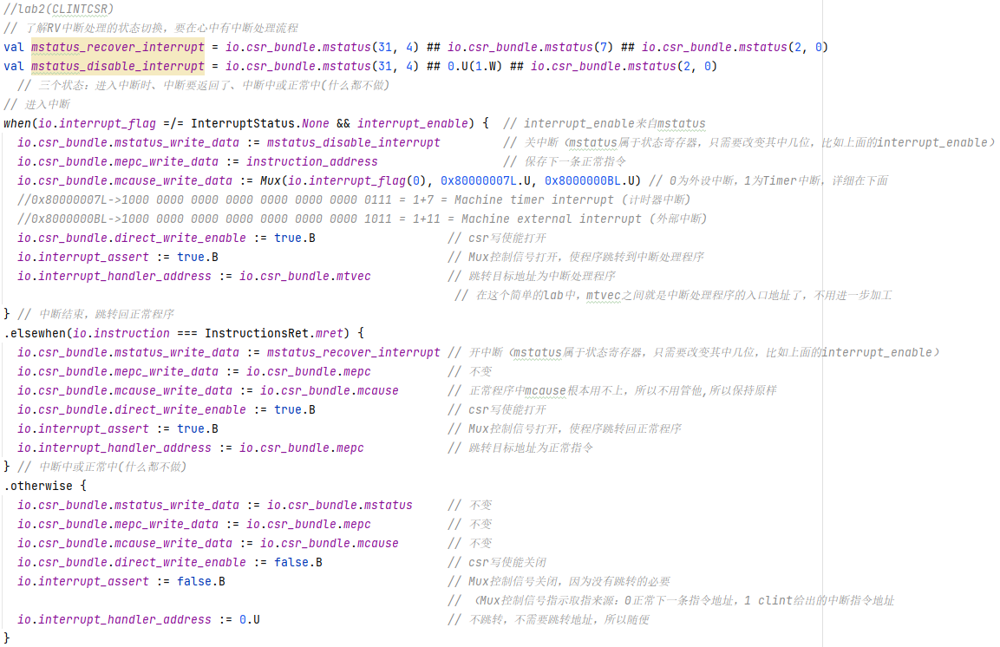 //lab2(CLINTCSR)
// 了解RV中断处理的状态切换，要在心中有中断处理流程
val mstatus_recover_interrupt = io.csr_bundle.mstatus(31, 4) ## io.csr_bundle.mstatus(7) ## io.csr_bundle.mstatus(2, 0)
val mstatus_disable_interrupt = io.csr_bundle.mstatus(31, 4) ## 0.U(1.W) ## io.csr_bundle.mstatus(2, 0)
// 三个状态：进入中断时、中断要返回了、中断中或正常中(什么都不做)
// 进入中断
when(io.interrupt_flag =/= InterruptStatus.None && interrupt_enable) { // interrupt_enable来自mstatus
io.csr_bundle.mstatus_write_data := mstatus_disable_interrupt // 关中断（mstatus属于状态寄存器，只需要改变其中几位，比如上面的interrupt_enable）
io.csr_bundle.mepc_write_data := instruction_address // 保存下一条正常指令
io.csr_bundle.mcause_write_data := Mux(io.interrupt_flag(0), 0x80000007L.U, 0x8000000BL.U) // 0为外设中断，1为Timer中断，详细在下面
//0x80000007L->1000 0000 0000 0000 0000 0000 0000 0111 = 1+7 = Machine timer interrupt (计时器中断)
//0x8000000BL->1000 0000 0000 0000 0000 0000 0000 1011 = 1+11 = Machine external interrupt (外部中断)
io.csr_bundle.direct_write_enable := true.B // csr写使能打开
io.interrupt_assert := true.B // Mux控制信号打开，使程序跳转到中断处理程序
io.interrupt_handler_address := io.csr_bundle.mtvec // 跳转目标地址为中断处理程序
// 在这个简单的lab中，mtvec之间就是中断处理程序的入口地址了，不用进一步加工
} // 中断结束，跳转回正常程序
.elsewhen(io.instruction === InstructionsRet.mret) {
io.csr_bundle.mstatus_write_data := mstatus_recover_interrupt // 开中断（mstatus属于状态寄存器，只需要改变其中几位，比如上面的interrupt_enable）
io.csr_bundle.mepc_write_data := io.csr_bundle.mepc // 不变
io.csr_bundle.mcause_write_data := io.csr_bundle.mcause // 正常程序中mcause根本用不上，所以不用管他,所以保持原样
io.csr_bundle.direct_write_enable := true.B // csr写使能打开
io.interrupt_assert := true.B // Mux控制信号打开，使程序跳转回正常程序
io.interrupt_handler_address := io.csr_bundle.mepc // 跳转目标地址为正常指令
} // 中断中或正常中(什么都不做)
.otherwise {
io.csr_bundle.mstatus_write_data := io.csr_bundle.mstatus // 不变
io.csr_bundle.mepc_write_data := io.csr_bundle.mepc // 不变
io.csr_bundle.mcause_write_data := io.csr_bundle.mcause // 不变
io.csr_bundle.direct_write_enable := false.B // csr写使能关闭
io.interrupt_assert := false.B // Mux控制信号关闭，因为没有跳转的必要
// （Mux控制信号指示取指来源：0正常下一条指令地址，1 clint给出的中断指令地址
io.interrupt_handler_address := 0.U // 不跳转，不需要跳转地址，所以随便
}